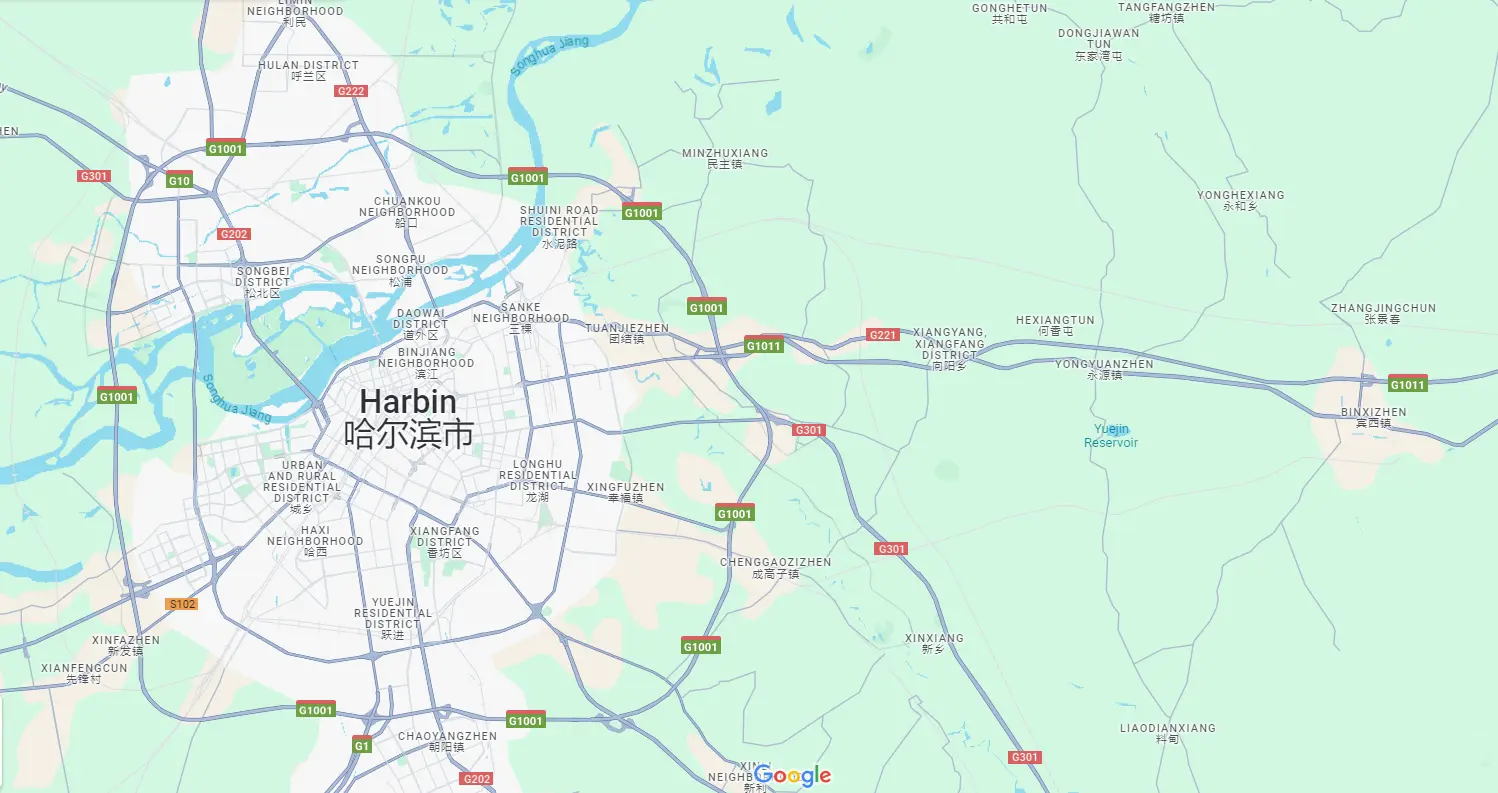 LIMIN
NEIGHBORHOOD
利民
GONGHETUN
共和屯
TANGFANGZHEN
糖坊镇
DONGJIAWAN
TUN
东家湾屯
Songhua Jiang
HULAN DISTRICT
呼兰区
G222
G1001
G301
G10
G1001
MINZHUXIANG
民主镇
YONGHEXIANG
永和乡
CHUANKOU
NEIGHBORHOOD
船口
SHUINI ROAD
RESIDENTIAL
DISTRICT
水泥路
G1001
G202
SONGPU
NEIGHBORHOOD
松浦
SONGBEI
DISTRICT
松北区
DAOWAI
DISTRICT
道外区
SANKE
NEIGHBORHOOD
三棵
G1001
TUANJIEZHEN
团结镇
G1011
G221
XIANGYANG,
XIANGFANG
DISTRICT
向阳乡
HEXIANGTUN
何香屯
ZHANGJINGCHUN
张景春
BINJIANG
NEIGHBORHOOD
滨江
YONGYUANZHEN
永源镇
G1011
G1001
Songhua Jiang
Harbin
哈尔滨市
BINXIZHEN
宾西镇
G301
Yuejin
Reservoir
URBAN
AND RURAL
RESIDENTIAL
DISTRICT
城乡
LONGHU
RESIDENTIAL
DISTRICT
龙湖
XINGFUZHEN
幸福镇
G1001
HAXI
NEIGHBORHOOD
哈西
XIANGFANG
DISTRICT
香坊区
G301
CHENGGAOZIZHEN
成高子镇
S102
YUEJIN
RESIDENTIAL
DISTRICT
跃进
XINFAZHEN
新发镇
G1001
XINXIANG
新乡
XIANFENGCUN
先锋村
G1001
G1001
LIAODIANXIANG
料甸
G1
CHAOYANGZHEN
朝阳镇
G301
G202
NEIGHB
新利
Google